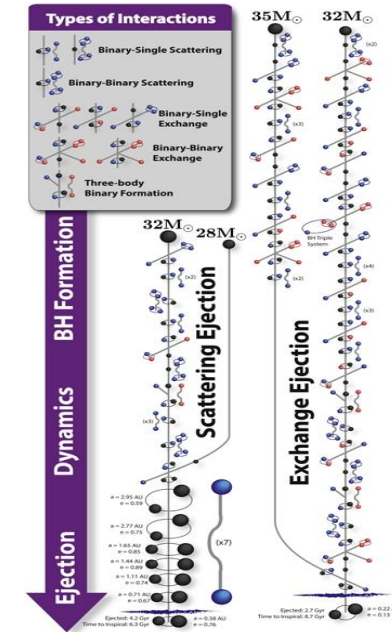 Types of Interactions
Binary-Single Scattering
Binary-Binary Scattering
Binary-Single
Exchange
Binary-Binary
Exchange
Three-body
Binary Formation
BH Formation
Dynamics
Ejection
32M☉
28M☉
(x2)
(x3)
Scattering Ejection
a = 2.95 AU
e = 0.59
a = 2.77 AU
e = 0.75
a = 1.65 AU
e = 0.85
a = 1.44 AU
e = 0.89
a = 1.11 AU
e = 0.74
a = 0.71 AU
e = 0.62
(x7)
Ejected: 4.2 Gyr
Time to Inspiral: 6.3 Gyr
a = 0.38 AU
e = 0.76
35M☉
32M☉
(x2)
(x3)
BH Triple
System
(x2)
(x4)
(x3)
Exchange Ejection
Ejected: 2.7 Gyr
Time to Inspiral: 8.7 Gyr
a = 0.22
e = 0.13